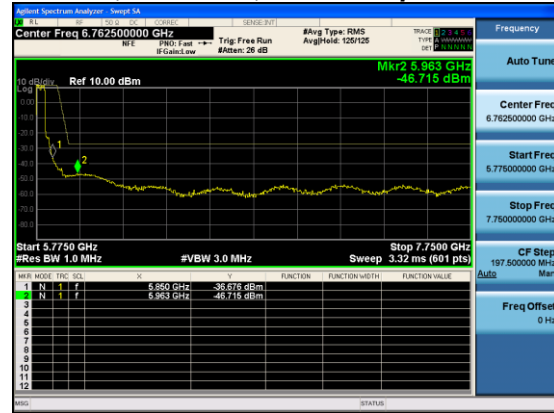 Agilent Spectrum Analyzer - Swept SA
RL RF 50 Ω DC CORREC SENSE:INT Frequency
Center Freq 6.762500000 GHz #Avg Type: RMS TRACE 1 2 3 4 5 6
NFE PNO: Fast Trig: Free Run Avg|Hold: 125/125 TYPE A WWWWW
IFGain:Low #Atten: 26 dB DET P N N N N N
Auto Tune
Mkr2 5.963 GHz
10 dB/div Ref 10.00 dBm -46.715 dBm
Log
0.00
-10.0
-20.0
-30.0
-40.0
-50.0
-60.0
-70.0
-80.0
1
2
Center Freq
6.762500000 GHz
Start Freq
5.775000000 GHz
Stop Freq
7.750000000 GHz
Start 5.7750 GHz Stop 7.7500 GHz
#Res BW 1.0 MHz #VBW 3.0 MHz Sweep 3.32 ms (601 pts)
CF Step
197.500000 MHz
Auto Man
MKR MODE TRC SCL X Y FUNCTION FUNCTION WIDTH FUNCTION VALUE
1 N 1 f 5.850 GHz -36.676 dBm
2 N 1 f 5.963 GHz -46.715 dBm
3
4
5
6
7
8
9
10
11
12
Freq Offset
0 Hz
MSG STATUS